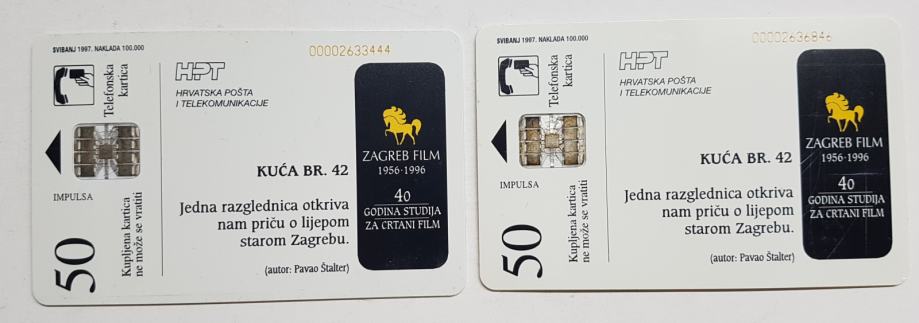 SVIBANJ 1997. NAKLADA 100.000
00002633444
Telefonska
kartica
HPT
HRVATSKA POŠTA
I TELEKOMUNIKACIJE
ZAGREB FILM
1956-1996
40
GODINA STUDIJA
ZA CRTANI FILM
KUĆA BR. 42
Jedna razglednica otkriva
nam priču o lijepom
starom Zagrebu.
(autor: Pavao Štalter)
IMPULSA
50
Kupljena kartica
ne može se vratiti
SVIBANJ 1997. NAKLADA 100.000
00002636846
Telefonska
kartica
HPT
HRVATSKA POŠTA
I TELEKOMUNIKACIJE
ZAGREB FILM
1956-1996
40
GODINA STUDIJA
ZA CRTANI FILM
KUĆA BR. 42
Jedna razglednica otkriva
nam priču o lijepom
starom Zagrebu.
(autor: Pavao Štalter)
IMPULSA
50
Kupljena kartica
ne može se vratiti